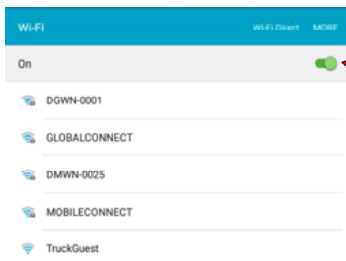 Wi-Fi Wi-Fi Direct MORE
On
DGWN-0001
GLOBALCONNECT
DMWN-0025
MOBILECONNECT
TruckGuest